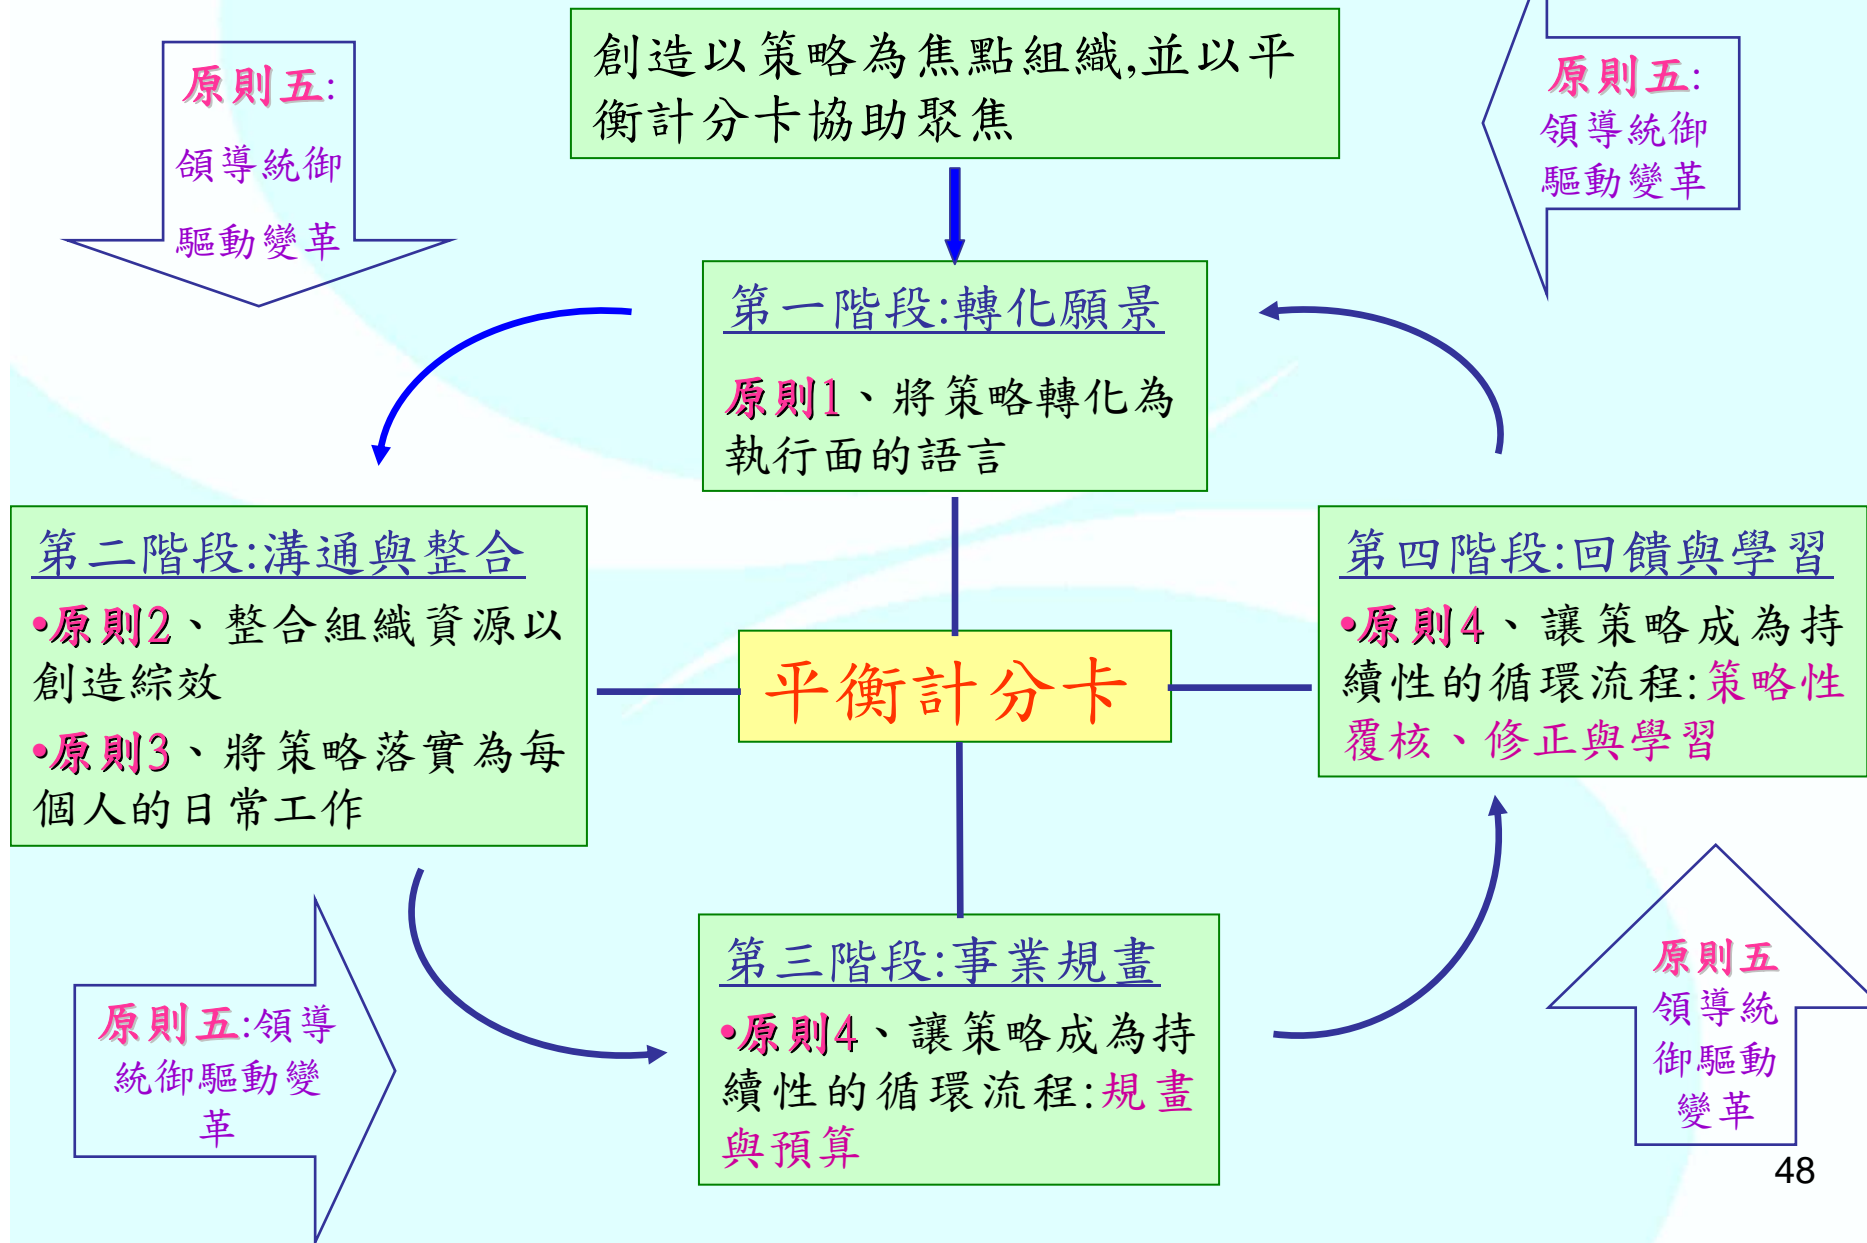 原則五:
領導統御
驅動變革
創造以策略為焦點組織,並以平
衡計分卡協助聚焦
原則五:
領導統御
驅動變革
第一階段:轉化願景
原則1、將策略轉化為
執行面的語言
第二階段:溝通與整合
•原則2、整合組織資源以
創造綜效
•原則3、將策略落實為每
個人的日常工作
平衡計分卡
第四階段:回饋與學習
•原則4、讓策略成為持
續性的循環流程:策略性
覆核、修正與學習
原則五:領導
統御驅動變
革
第三階段:事業規畫
•原則4、讓策略成為持
續性的循環流程:規畫
與預算
原則五
領導統
御驅動
變革
48